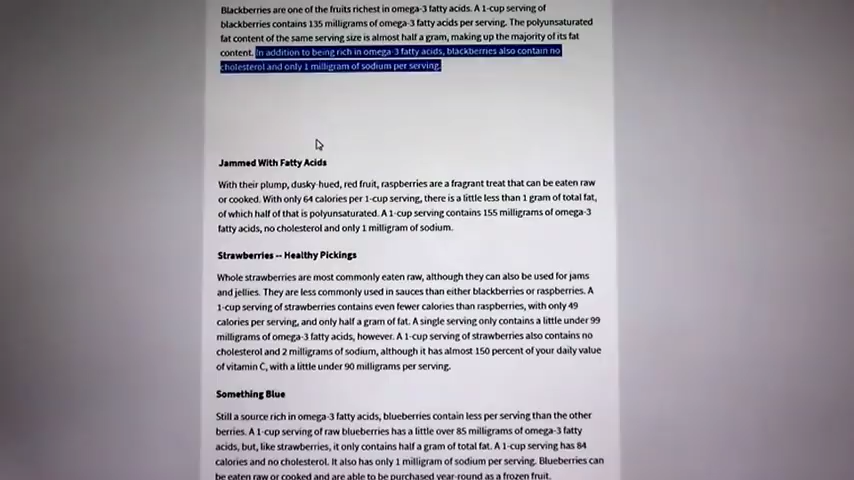 Blackberries are one of the fruits richest in omega-3 fatty acids. A 1-cup serving of
blackberries contains 135 milligrams of omega-3 fatty acids per serving. The polyunsaturated
fat content of the same serving size is almost half a gram, making up the majority of its fat
content. In addition to being rich in omega-3 fatty acids, blackberries also contain no
cholesterol and only 1 milligram of sodium per serving.
Jammed With Fatty Acids
With their plump, dusky-hued, red fruit, raspberries are a fragrant treat that can be eaten raw
or cooked. With only 64 calories per 1-cup serving, there is a little less than 1 gram of total fat,
of which half of that is polyunsaturated. A 1-cup serving contains 155 milligrams of omega-3
fatty acids, no cholesterol and only 1 milligram of sodium.
Strawberries -- Healthy Pickings
Whole strawberries are most commonly eaten raw, although they can also be used for jams
and jellies. They are less commonly used in sauces than either blackberries or raspberries. A
1-cup serving of strawberries contains even fewer calories than raspberries, with only 49
calories per serving, and only half a gram of fat. A single serving only contains a little under 99
milligrams of omega-3 fatty acids, however. A 1-cup serving of strawberries also contains no
cholesterol and 2 milligrams of sodium, although it has almost 150 percent of your daily value
of vitamin C, with a little under 90 milligrams per serving.
Something Blue
Still a source rich in omega-3 fatty acids, blueberries contain less per serving than the other
berries. A 1-cup serving of raw blueberries has a little over 85 milligrams of omega-3 fatty
acids, but, like strawberries, it only contains half a gram of total fat. A 1-cup serving has 84
calories and no cholesterol. It also has only 1 milligram of sodium per serving. Blueberries can
be eaten raw or cooked and are able to be purchased year-round as a frozen fruit.